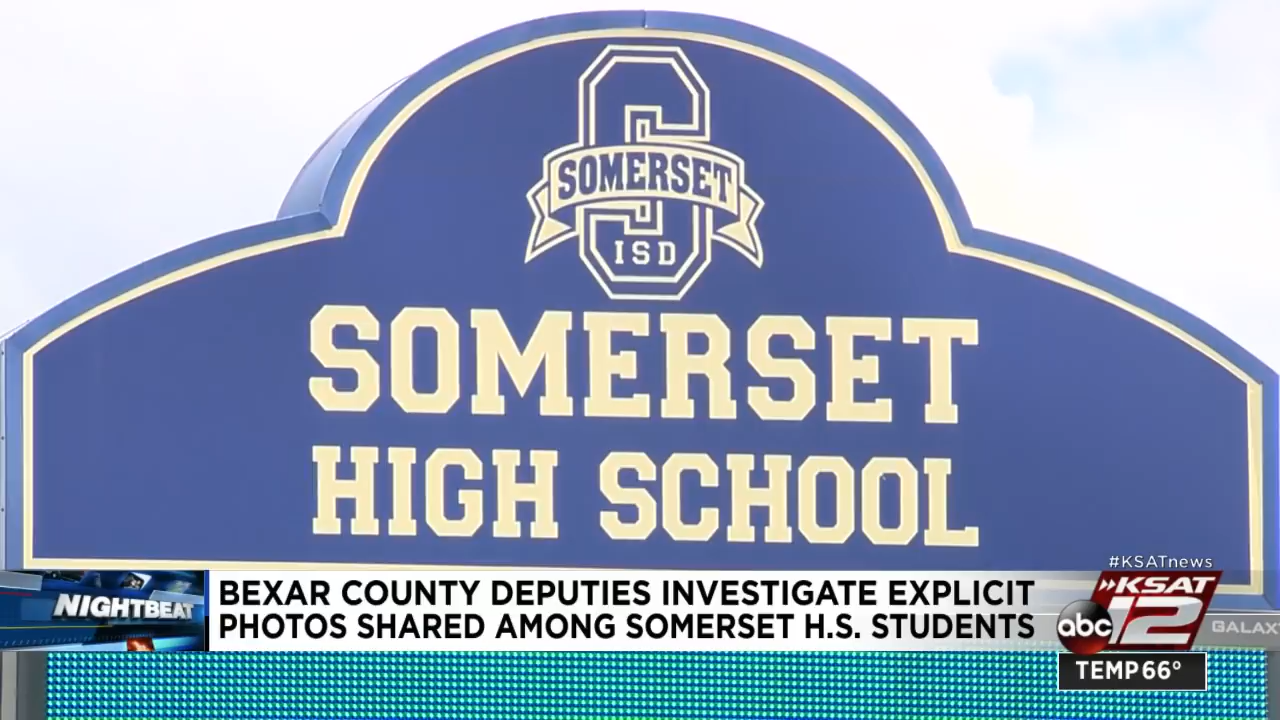 SOMERSET
ISD
SOMERSET
HIGH SCHOOL
#KSATnews
NIGHTBEAT
BEXAR COUNTY DEPUTIES INVESTIGATE EXPLICIT
PHOTOS SHARED AMONG SOMERSET H.S. STUDENTS
abc
KSAT
12
TEMP 66°